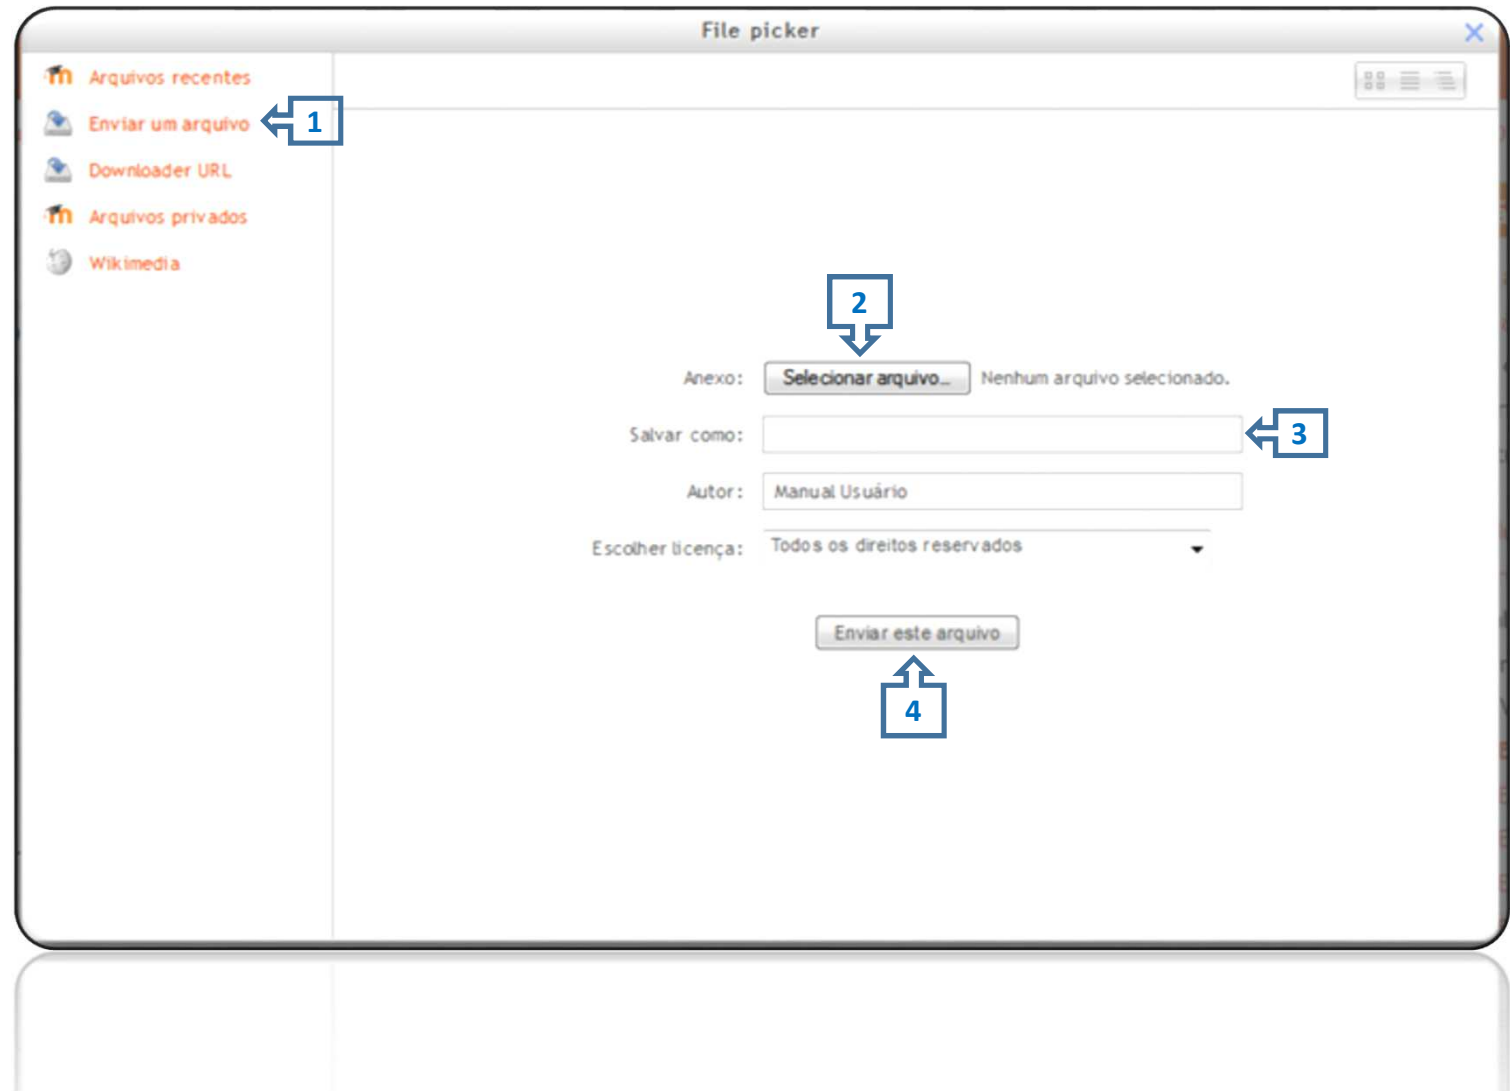 File picker
Arquivos recentes
Enviar um arquivo
1
Downloader URL
Arquivos privados
Wikimedia
2
Anexo: Selecionar arquivo... Nenhum arquivo selecionado.
Salvar como:
3
Autor: Manual Usuário
Escolher licença: Todos os direitos reservados
Enviar este arquivo
4